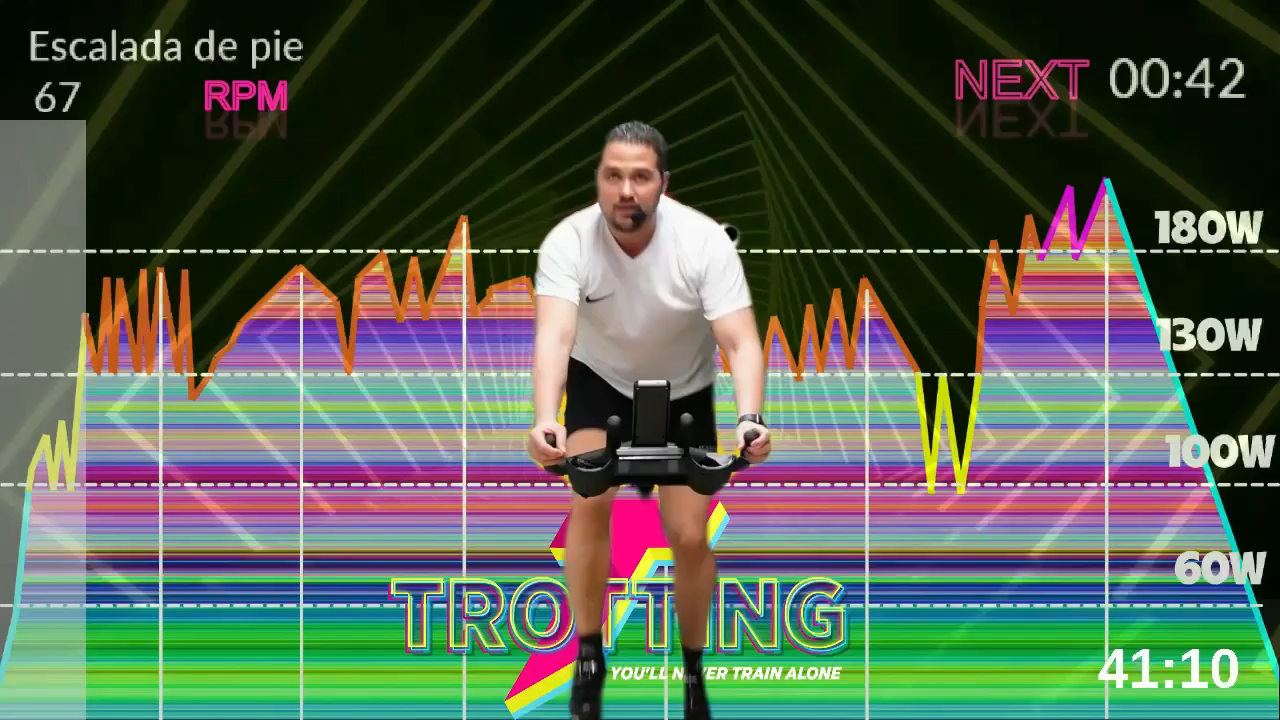 Escalada de pie
67 RPM
NEXT 00:42
180W
130W
100W
60W
TROTTING
YOU'LL NEVER TRAIN ALONE
41:10